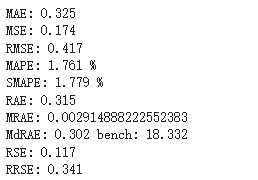 MAE: 0.325
MSE: 0.174
RMSE: 0.417
MAPE: 1.761 %
SMAPE: 1.779 %
RAE: 0.315
MRAE: 0.002914888222552383
MdRAE: 0.302 bench: 18.332
RSE: 0.117
RRSE: 0.341